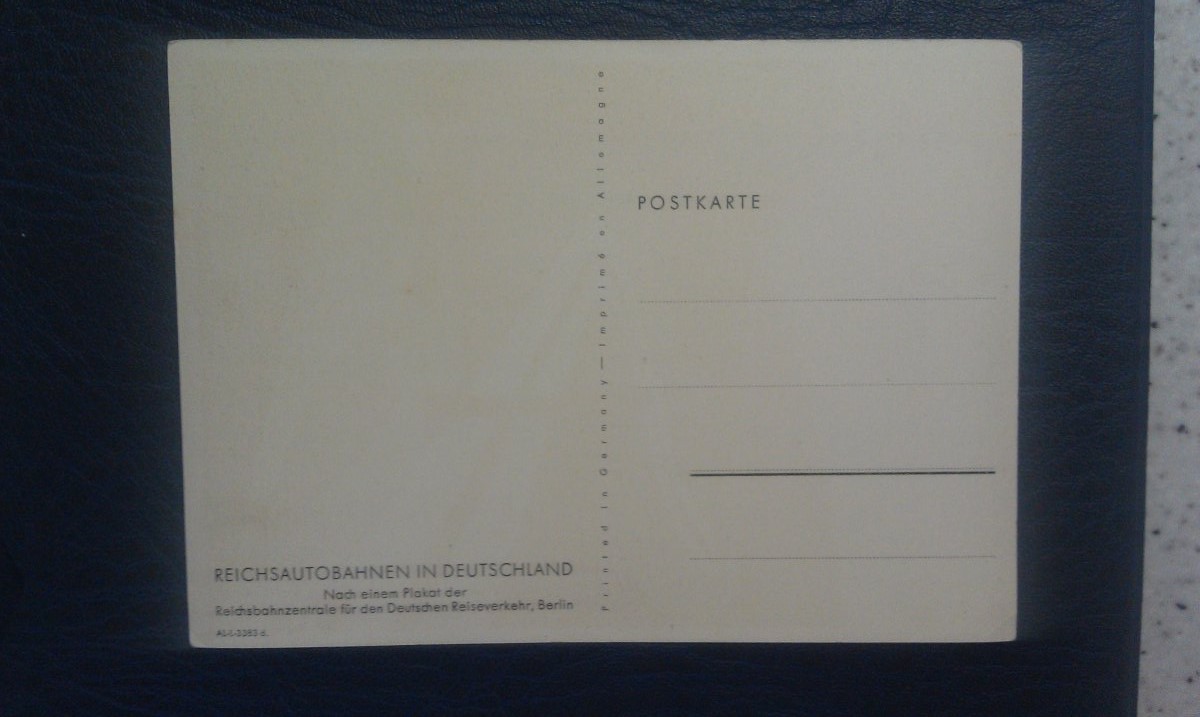 REICHSAUTOBAHNEN IN DEUTSCHLAND
Nach einem Plakat der
Reichsbahnzentrale für den Deutschen Reiseverkehr, Berlin
Printed in Germany — Imprimé en Allemagne
POSTKARTE